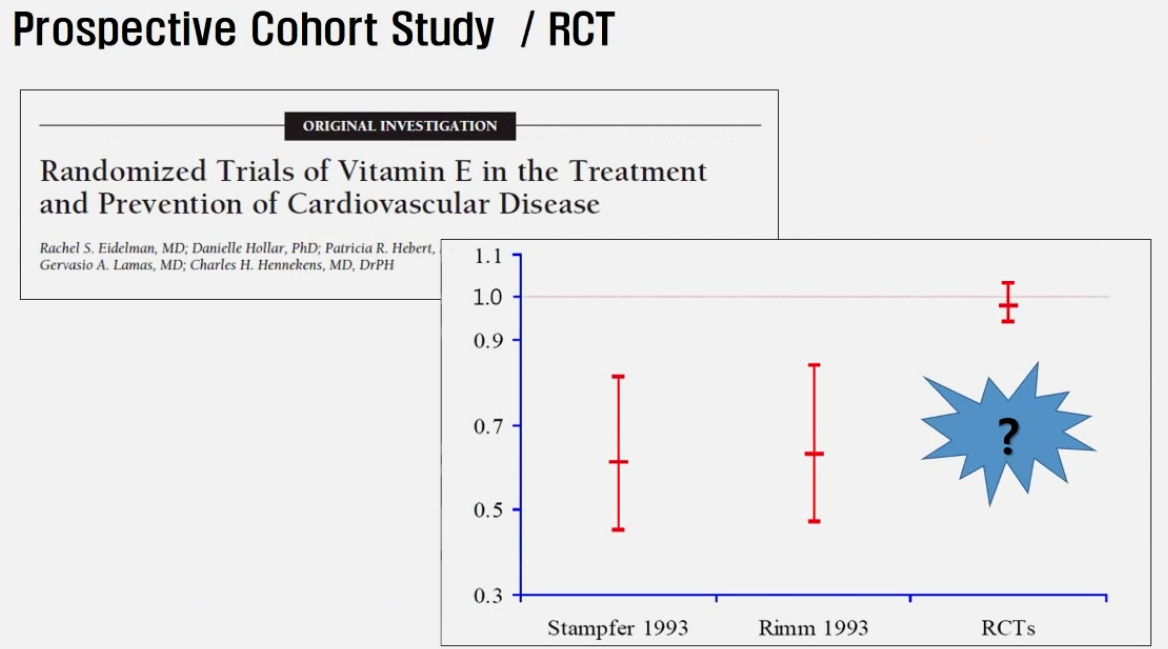 Prospective Cohort Study / RCT
ORIGINAL INVESTIGATION
Randomized Trials of Vitamin E in the Treatment
and Prevention of Cardiovascular Disease
Rachel S. Eidelman, MD; Danielle Hollar, PhD; Patricia R. Hebert,
Gervasio A. Lamas, MD; Charles H. Hennekens, MD, DrPH
1.1
1.0
0.9
0.7
0.5
0.3
?
Stampfer 1993 Rimm 1993 RCTs